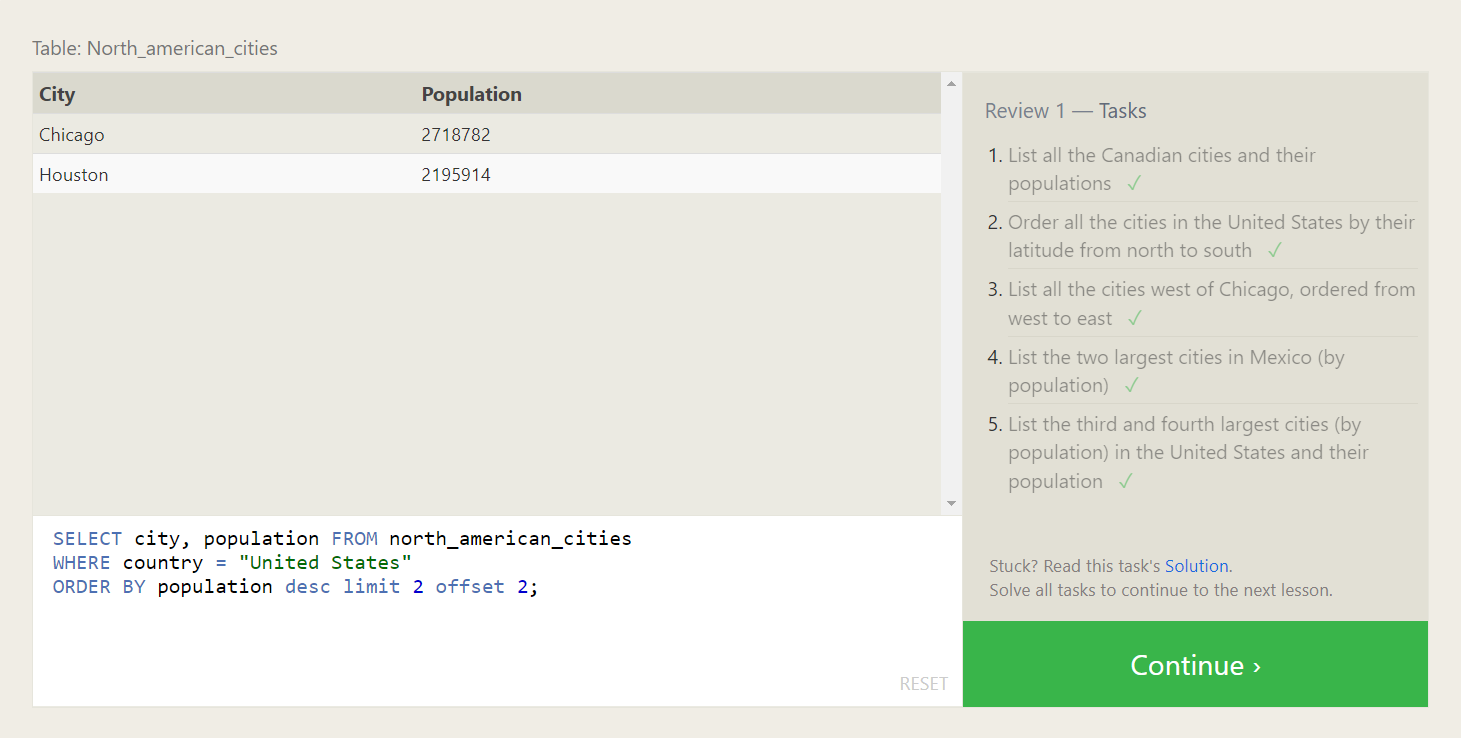 Table: North_american_cities
City Population
Chicago 2718782
Houston 2195914
SELECT city, population FROM north_american_cities
WHERE country = "United States"
ORDER BY population desc limit 2 offset 2;
RESET
Review 1 — Tasks
1. List all the Canadian cities and their
populations ✓
2. Order all the cities in the United States by their
latitude from north to south ✓
3. List all the cities west of Chicago, ordered from
west to east ✓
4. List the two largest cities in Mexico (by
population) ✓
5. List the third and fourth largest cities (by
population) in the United States and their
population ✓
Stuck? Read this task's Solution.
Solve all tasks to continue to the next lesson.
Continue ›